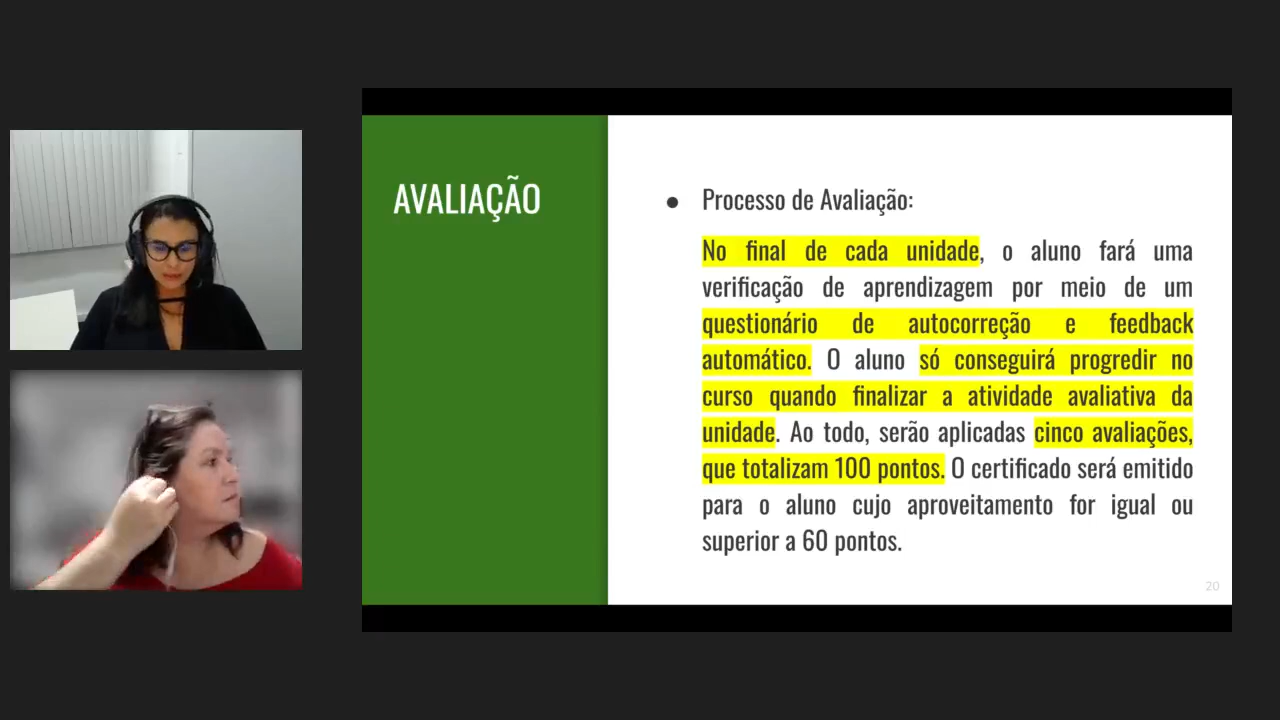 AVALIAÇÃO
● Processo de Avaliação:
No final de cada unidade, o aluno fará uma
verificação de aprendizagem por meio de um
questionário de autocorreção e feedback
automático. O aluno só conseguirá progredir no
curso quando finalizar a atividade avaliativa da
unidade. Ao todo, serão aplicadas cinco avaliações,
que totalizam 100 pontos. O certificado será emitido
para o aluno cujo aproveitamento for igual ou
superior a 60 pontos.
20